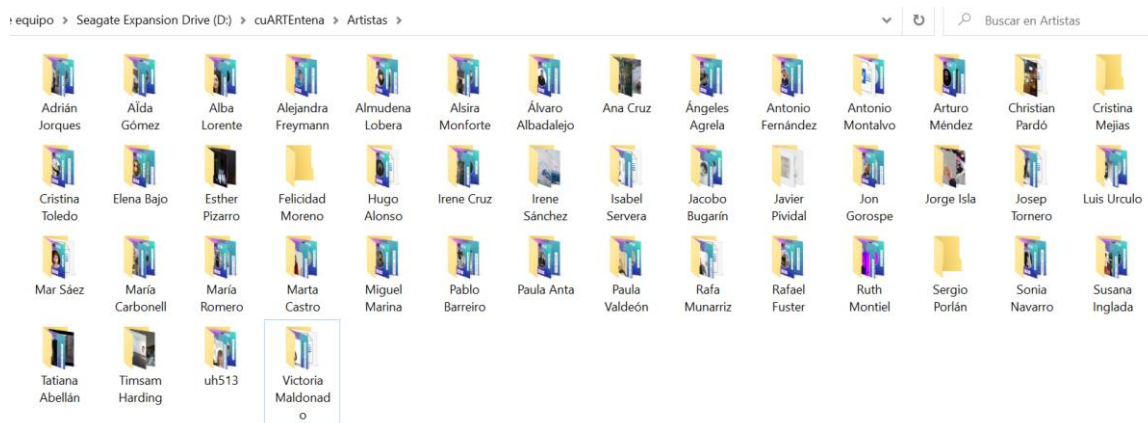 equipo > Seagate Expansion Drive (D:) > cuARTEntena > Artistas >
Buscar en Artistas
Adrián Jorques
AÏda Gómez
Alba Lorente
Alejandra Freymann
Almudena Lobera
Alsira Monforte
Álvaro Albadalejo
Ana Cruz
Ángeles Agrela
Antonio Fernández
Antonio Montalvo
Arturo Méndez
Christian Pardó
Cristina Mejias
Cristina Toledo
Elena Bajo
Esther Pizarro
Felicidad Moreno
Hugo Alonso
Irene Cruz
Irene Sánchez
Isabel Servera
Jacobo Bugarín
Javier Pividal
Jon Gorospe
Jorge Isla
Josep Tornero
Luis Urculo
Mar Sáez
María Carbonell
María Romero
Marta Castro
Miguel Marina
Pablo Barreiro
Paula Anta
Paula Valdeón
Rafa Munarriz
Rafael Fuster
Ruth Montiel
Sergio Porlán
Sonia Navarro
Susana Inglada
Tatiana Abellán
Timsam Harding
uh513
Victoria Maldonado